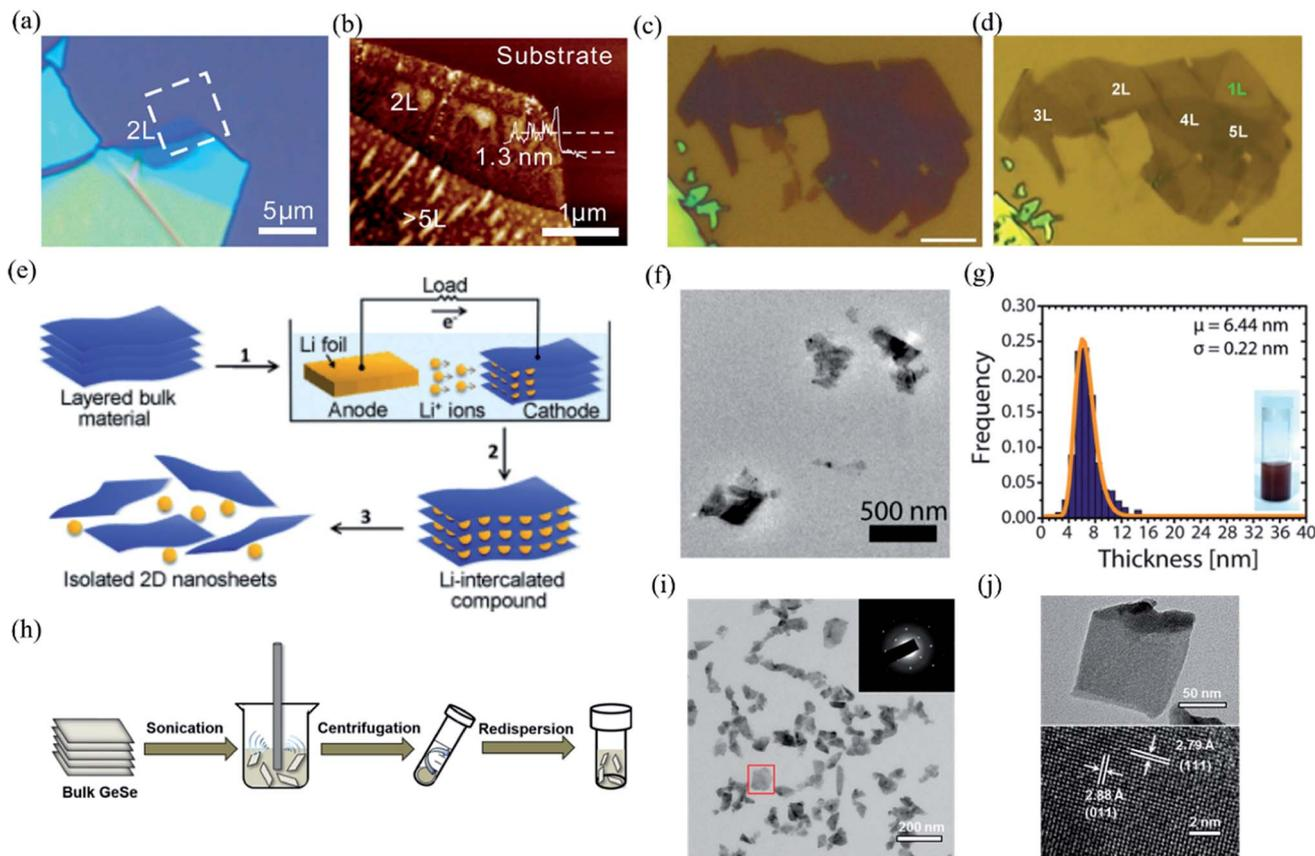 (a)
2L
5μm
(b)
Substrate
2L
1.3 nm
>5L
1μm
(c)
(d)
1L
2L
3L
4L
5L
(e)
Load
e⁻
Li foil
1
Layered bulk
material
Anode
Li⁺ ions
Cathode
2
3
Isolated 2D nanosheets
Li-intercalated
compound
(f)
500 nm
(g)
0.30
μ = 6.44 nm
σ = 0.22 nm
0.25
0.20
0.15
0.10
0.05
0.00
Frequency
0 4 8 12 16 20 24 28 32 36 40
Thickness [nm]
(h)
Sonication
Centrifugation
Redispersion
Bulk GeSe
(i)
200 nm
(j)
50 nm
2.79 Å
(111)
2.88 Å
(011)
2 nm